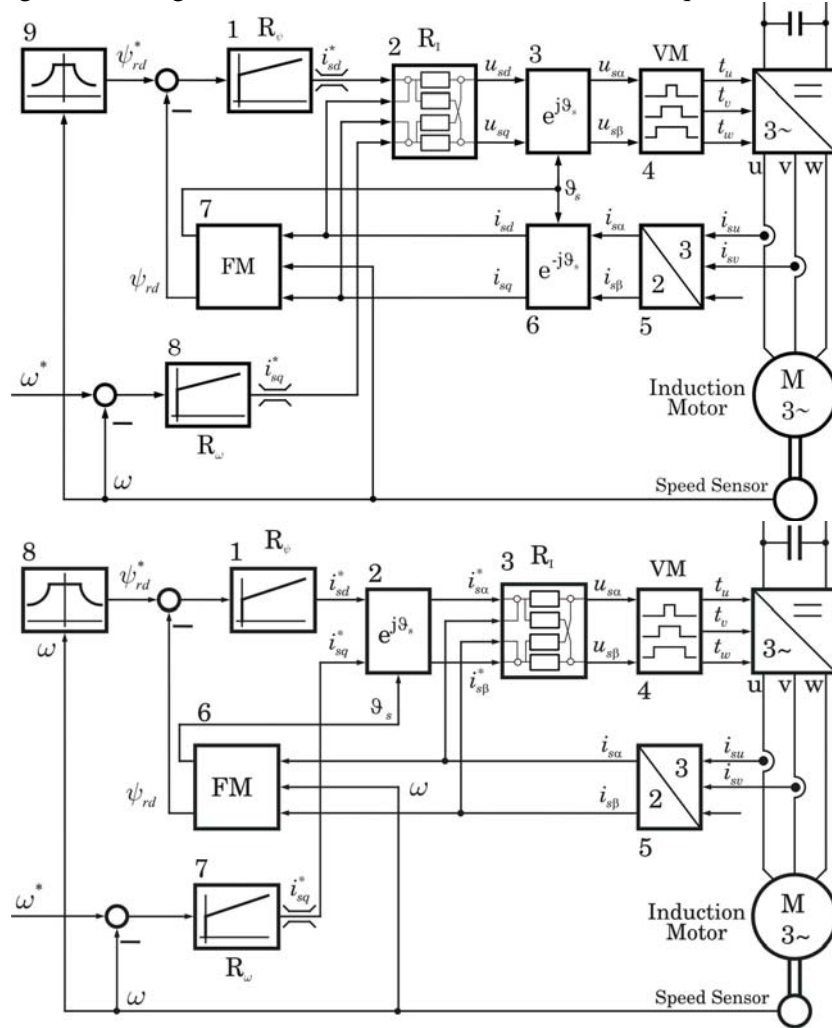 9
ψ*rd
1 Rψ
i*sd
2 RI
usd
usq
3
e^jϑs
usα
usβ
VM
4
tu
tv
tw
3~
u v w
ϑs
7
FM
ψrd
isd
isq
e^-jϑs
6
isα
isβ
3
2
5
isu
isv
8
ω*
i*sq
Rω
ω
Induction
Motor
M
3~
Speed Sensor
8
ψ*rd
ω
1 Rψ
i*sd
i*sq
2
e^jϑs
i*sα
i*sβ
3 RI
usα
usβ
VM
4
tu
tv
tw
3~
u v w
6
ϑs
FM
ψrd
ω
isα
isβ
3
2
5
isu
isv
7
ω*
i*sq
Rω
ω
Induction
Motor
M
3~
Speed Sensor